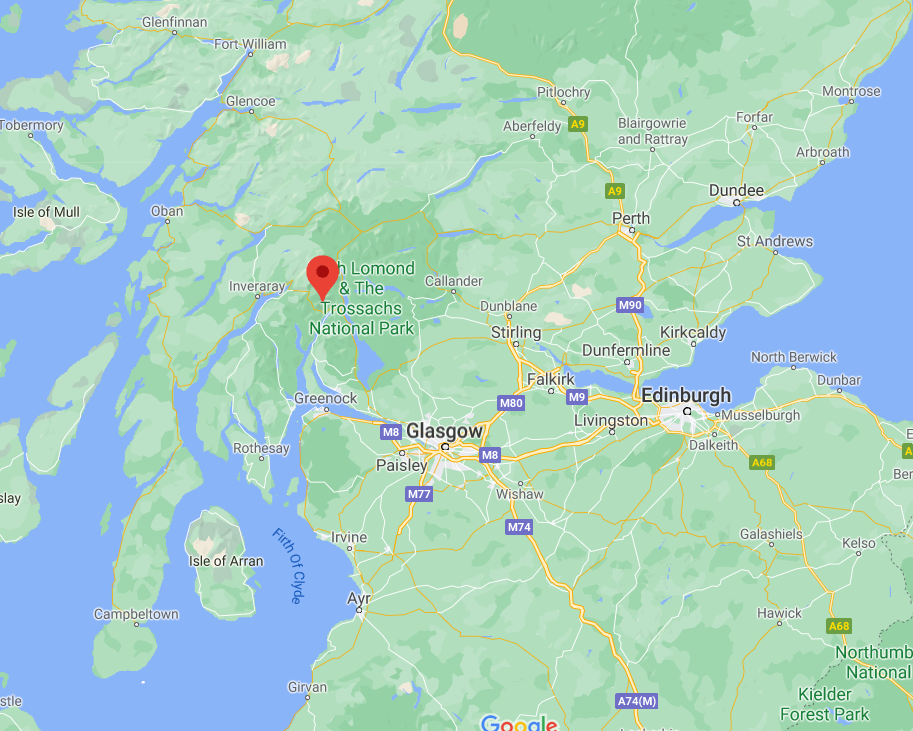 Glenfinnan
Fort William
Glencoe
Tobermory
Pitlochry
Montrose
A9
Aberfeldy
Blairgowrie
and Rattray
Forfar
Arbroath
A9
Dundee
Isle of Mull
Oban
Perth
St Andrews
h Lomond
& The
Trossachs
National Park
Inveraray
Callander
Dunblane
M90
Stirling
Kirkcaldy
Dunfermline
North Berwick
Falkirk
Dunbar
Greenock
M80
M9
Edinburgh
Musselburgh
Livingston
M8
Glasgow
Dalkeith
Rothesay
M8
Paisley
A68
slay
M77
Wishaw
M74
Irvine
Firth Of Clyde
Isle of Arran
Galashiels
Kelso
Ayr
Campbeltown
Hawick
A68
Northumb
National
Girvan
Kielder
Forest Park
A74(M)
stle
Google